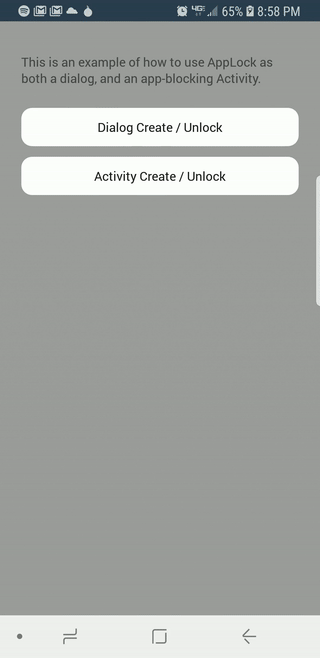 4GE 65% 8:58 PM
This is an example of how to use AppLock as
both a dialog, and an app-blocking Activity.
Dialog Create / Unlock
Activity Create / Unlock